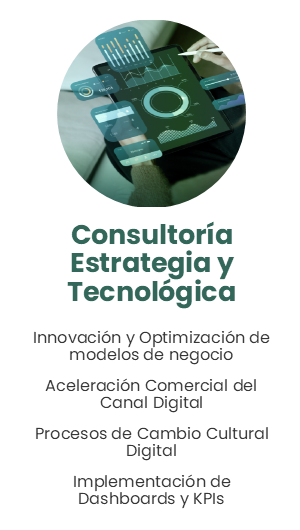 Consultoría
Estrategia y
Tecnológica
Innovación y Optimización de
modelos de negocio
Aceleración Comercial del
Canal Digital
Procesos de Cambio Cultural
Digital
Implementación de
Dashboards y KPIs